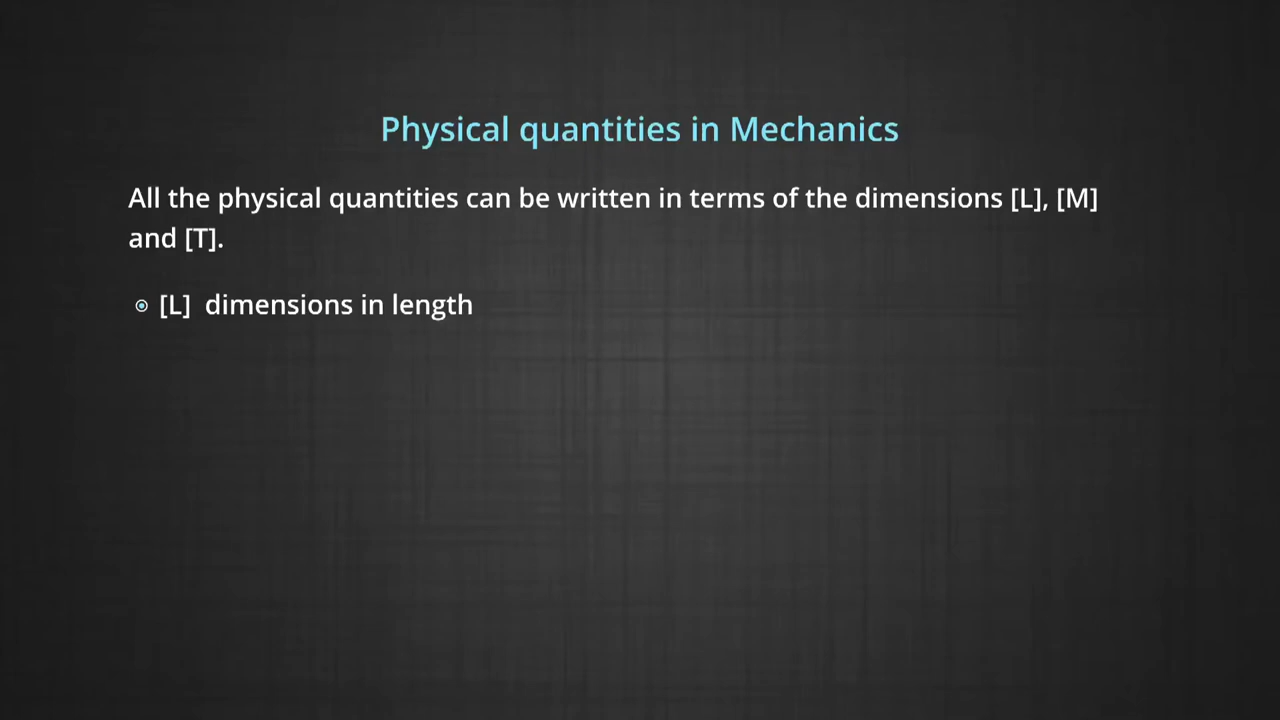 Physical quantities in Mechanics
All the physical quantities can be written in terms of the dimensions [L], [M]
and [T].
[L] dimensions in length